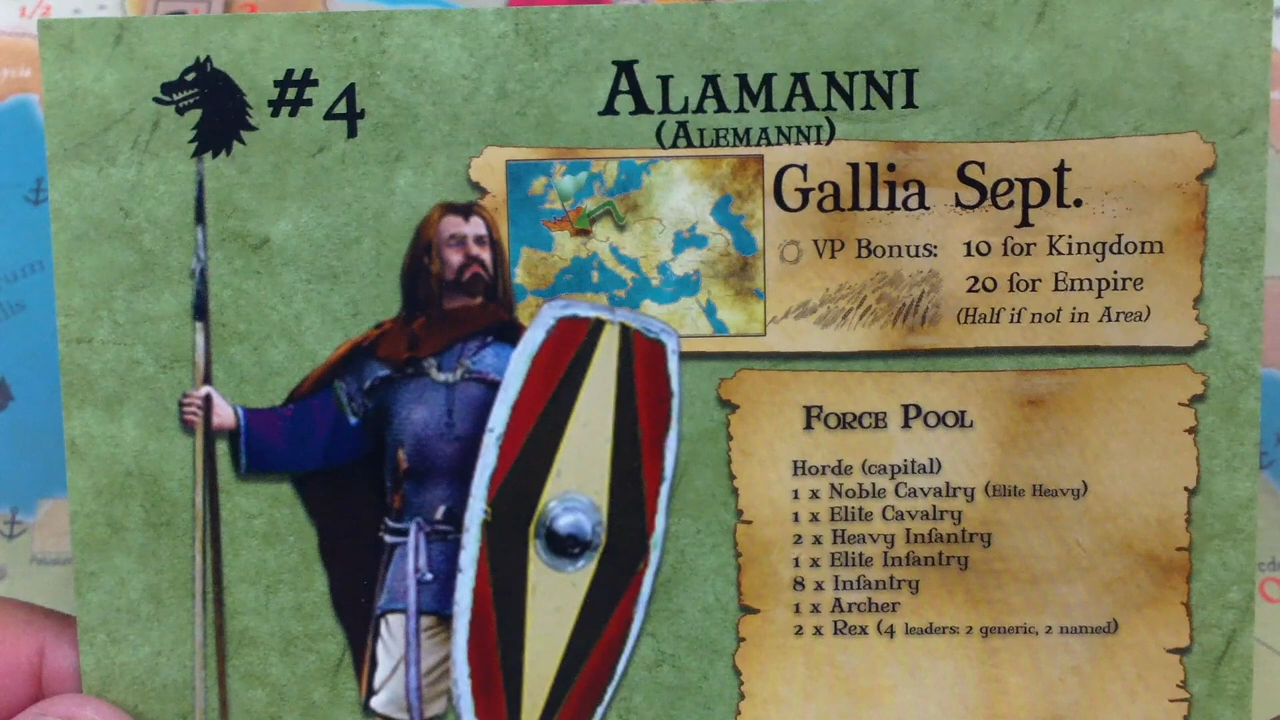 1/2
#4
ALAMANNI
(ALEMANNI)
Gallia Sept.
VP Bonus: 10 for Kingdom
20 for Empire
(Half if not in Area)
FORCE POOL
Horde (capital)
1 x Noble Cavalry (Elite Heavy)
1 x Elite Cavalry
2 x Heavy Infantry
1 x Elite Infantry
8 x Infantry
1 x Archer
2 x Rex (4 leaders: 2 generic, 2 named)